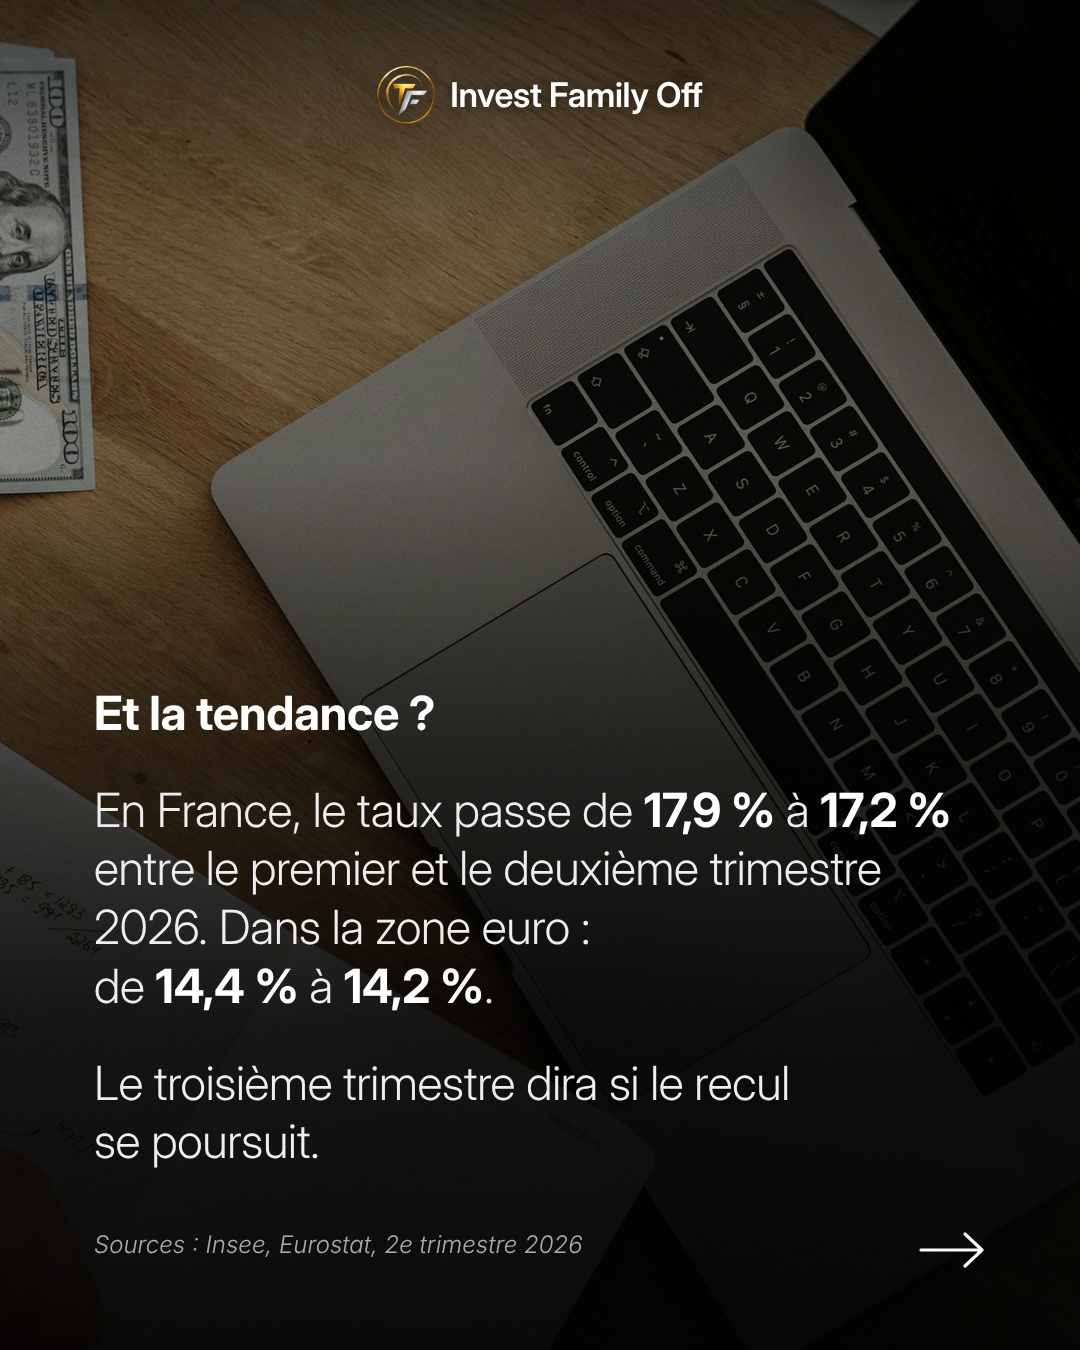 Invest Family Off
Et la tendance ?
En France, le taux passe de 17,9 % à 17,2 %
entre le premier et le deuxième trimestre
2026. Dans la zone euro :
de 14,4 % à 14,2 %.
Le troisième trimestre dira si le recul
se poursuit.
Sources : Insee, Eurostat, 2e trimestre 2026